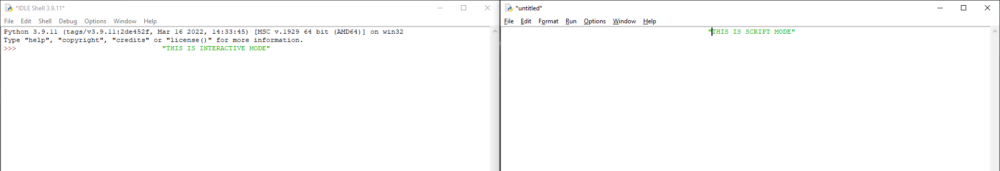 *IDLE Shell 3.9.11*
File Edit Shell Debug Options Window Help
Python 3.9.11 (tags/v3.9.11:2de452f, Mar 16 2022, 14:33:45) [MSC v.1929 64 bit (AMD64)] on win32
Type "help", "copyright", "credits" or "license()" for more information.
>>> "THIS IS INTERACTIVE MODE"
*untitled*
File Edit Format Run Options Window Help
"THIS IS SCRIPT MODE"